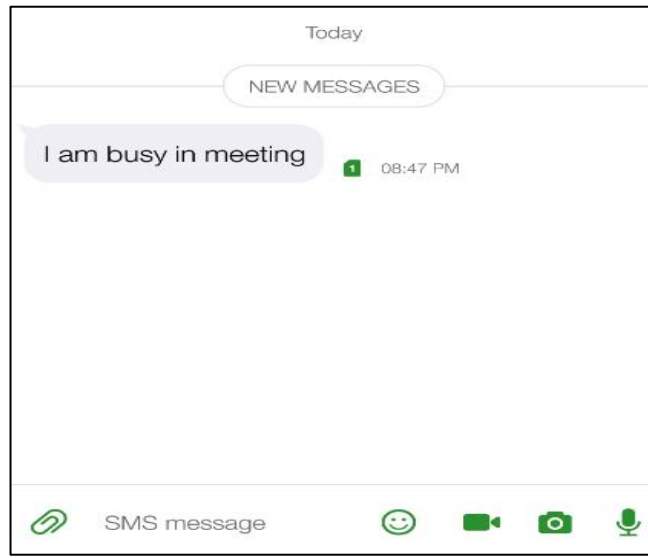 Today
NEW MESSAGES
I am busy in meeting
1 08:47 PM
SMS message